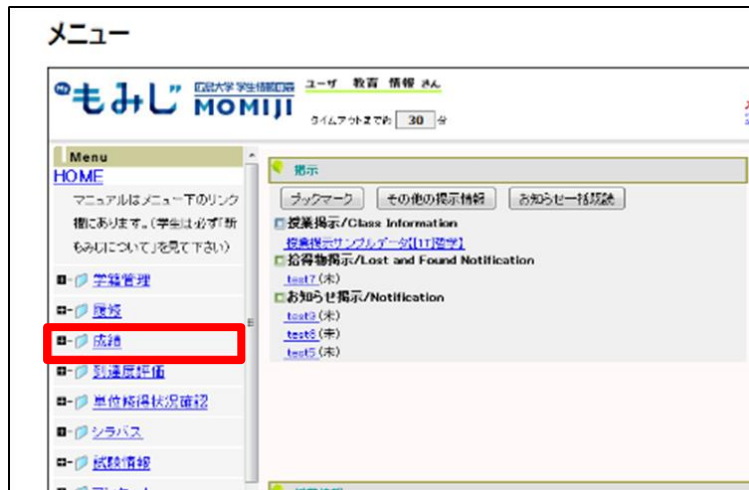 メニュー
もみじ 広島大学 学生情報の森 MOMIJI
ユーザ 教育 情報 さん
タイムアウトまで約 30 分
Menu
HOME
マニュアルはメニュー下のリンク
欄にあります。(学生は必ず「新
もみじについて」を見て下さい)
学籍管理
履修
成績
到達度評価
単位修得状況確認
シラバス
試験情報
掲示
ブックマーク その他の掲示情報 お知らせ一括既読
授業掲示/Class Information
授業掲示サンプルデータ【IT哲学】
拾得物掲示/Lost and Found Notification
test7 (未)
お知らせ掲示/Notification
test9 (未)
test6 (未)
test5 (未)